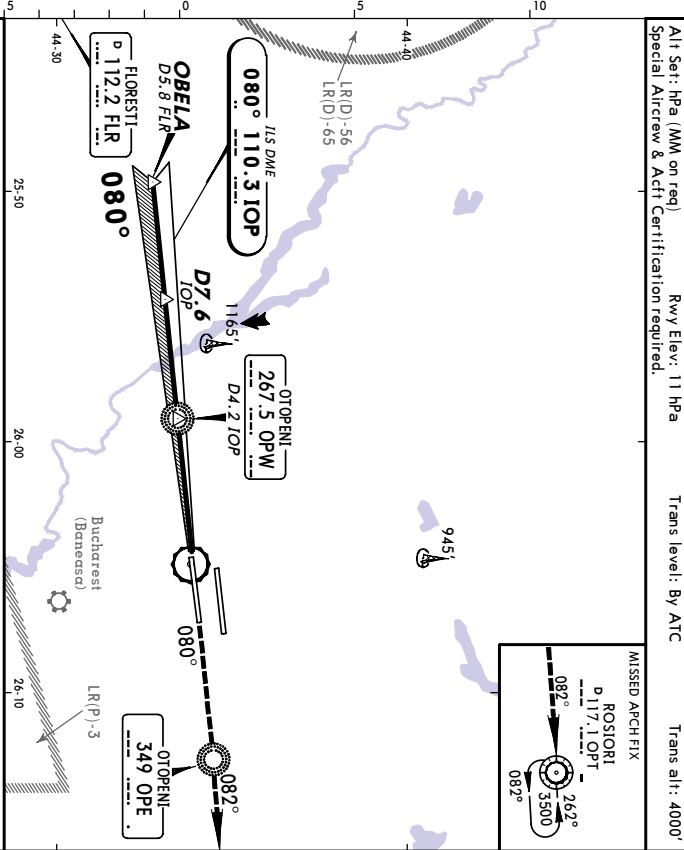 Alt Set: hPa (MM on req) Rwy Elev: 11 hPa Trans level: By ATC Trans alt: 4000'
Special Aircrew & Acft Certification required.
MISSED APCH FIX
ROSIORI
D 117.1 OPT
082°
262°
3500
082°
10
5
0
5
44-40
44-30
25-50
26-00
26-10
LR(D)-56
LR(D)-65
945'
1165'
ILS DME
080° 110.3 IOP
OTOPENI
267.5 OPW
D4.2 IOP
D7.6
IOP
OBELA
D5.8 FLR
FLORESTI
D 112.2 FLR
080°
080°
082°
OTOPENI
349 OPE
Bucharest
(Baneasa)
LR(P)-3